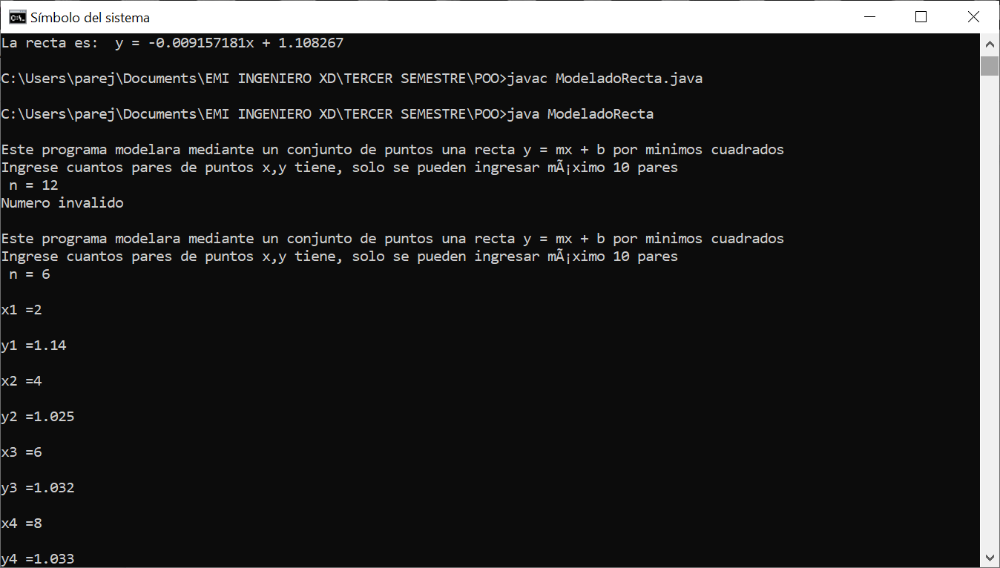 Símbolo del sistema
La recta es:  y = -0.009157181x + 1.108267
C:\Users\parej\Documents\EMI INGENIERO XD\TERCER SEMESTRE\POO>javac ModeladoRecta.java
C:\Users\parej\Documents\EMI INGENIERO XD\TERCER SEMESTRE\POO>java ModeladoRecta
Este programa modelara mediante un conjunto de puntos una recta y = mx + b por minimos cuadrados
Ingrese cuantos pares de puntos x,y tiene, solo se pueden ingresar mÃ¡ximo 10 pares
 n = 12
Numero invalido
Este programa modelara mediante un conjunto de puntos una recta y = mx + b por minimos cuadrados
Ingrese cuantos pares de puntos x,y tiene, solo se pueden ingresar mÃ¡ximo 10 pares
 n = 6
x1 =2
y1 =1.14
x2 =4
y2 =1.025
x3 =6
y3 =1.032
x4 =8
y4 =1.033